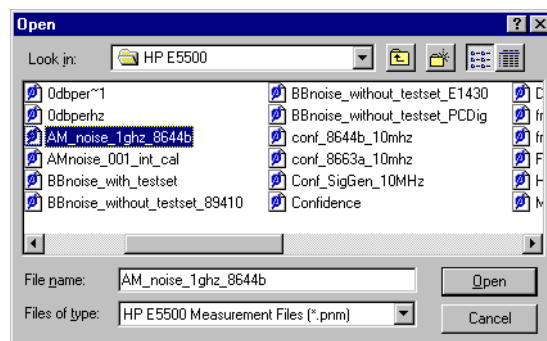 Open
Look in: HP E5500
0dbper~1
0dbperhz
AM_noise_1ghz_8644b
AMnoise_001_int_cal
BBnoise_with_testset
BBnoise_without_testset_89410
BBnoise_without_testset_E1430
BBnoise_without_testset_PCDig
conf_8644b_10mhz
conf_8663a_10mhz
Conf_SigGen_10MHz
Confidence
File name: AM_noise_1ghz_8644b Open
Files of type: HP E5500 Measurement Files (*.pnm) Cancel